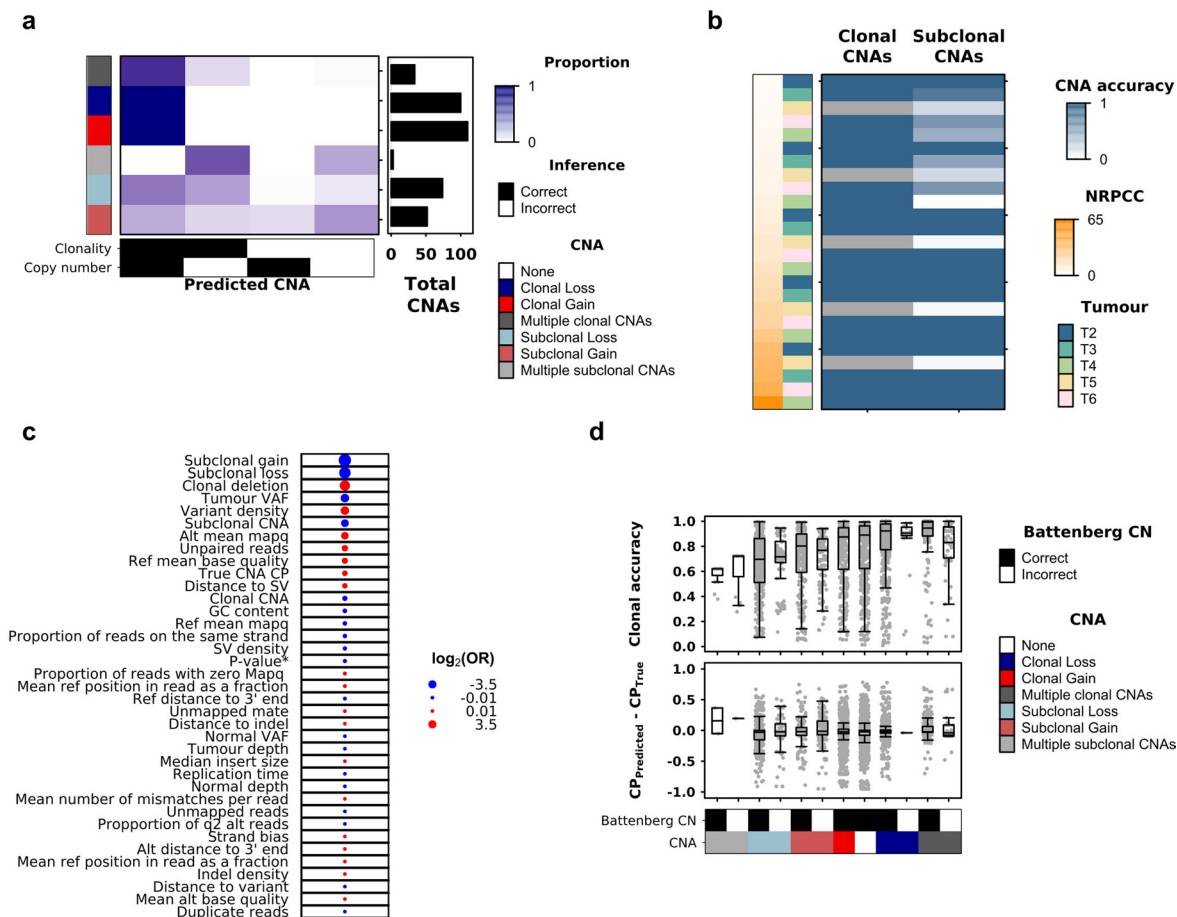 a
Proportion
1
0
Inference
Correct
Incorrect
CNA
None
Clonal Loss
Clonal Gain
Multiple clonal CNAs
Subclonal Loss
Subclonal Gain
Multiple subclonal CNAs
Clonality
Copy number
Predicted CNA
0 50 100
Total
CNAs
b
Clonal
CNAs
Subclonal
CNAs
CNA accuracy
1
0
NRPCC
65
0
Tumour
T2
T3
T4
T5
T6
c
Subclonal gain
Subclonal loss
Clonal deletion
Tumour VAF
Variant density
Subclonal CNA
Alt mean mapq
Unpaired reads
Ref mean base quality
True CNA CP
Distance to SV
Clonal CNA
GC content
Ref mean mapq
Proportion of reads on the same strand
SV density
P-value*
Proportion of reads with zero Mapq
Mean ref position in read as a fraction
Ref distance to 3' end
Unmapped mate
Distance to indel
Normal VAF
Tumour depth
Median insert size
Replication time
Normal depth
Mean number of mismatches per read
Unmapped reads
Propportion of q2 alt reads
Strand bias
Alt distance to 3' end
Mean ref position in read as a fraction
Indel density
Distance to variant
Mean alt base quality
Duplicate reads
log2(OR)
-3.5
-0.01
0.01
3.5
d
Clonal accuracy
1.0
0.8
0.6
0.4
0.2
0.0
CPPredicted - CPTrue
1.0
0.5
0.0
-0.5
-1.0
Battenberg CN
CNA
Battenberg CN
Correct
Incorrect
CNA
None
Clonal Loss
Clonal Gain
Multiple clonal CNAs
Subclonal Loss
Subclonal Gain
Multiple subclonal CNAs